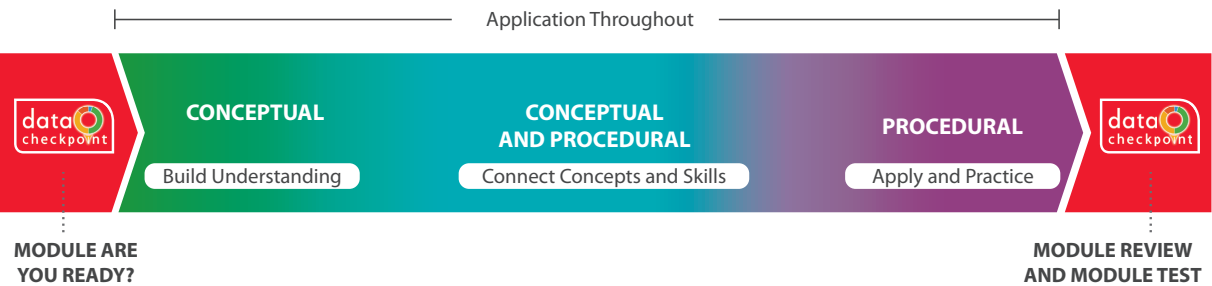 Application Throughout
data
checkpoint
CONCEPTUAL
Build Understanding
CONCEPTUAL
AND PROCEDURAL
Connect Concepts and Skills
PROCEDURAL
Apply and Practice
data
checkpoint
MODULE ARE
YOU READY?
MODULE REVIEW
AND MODULE TEST